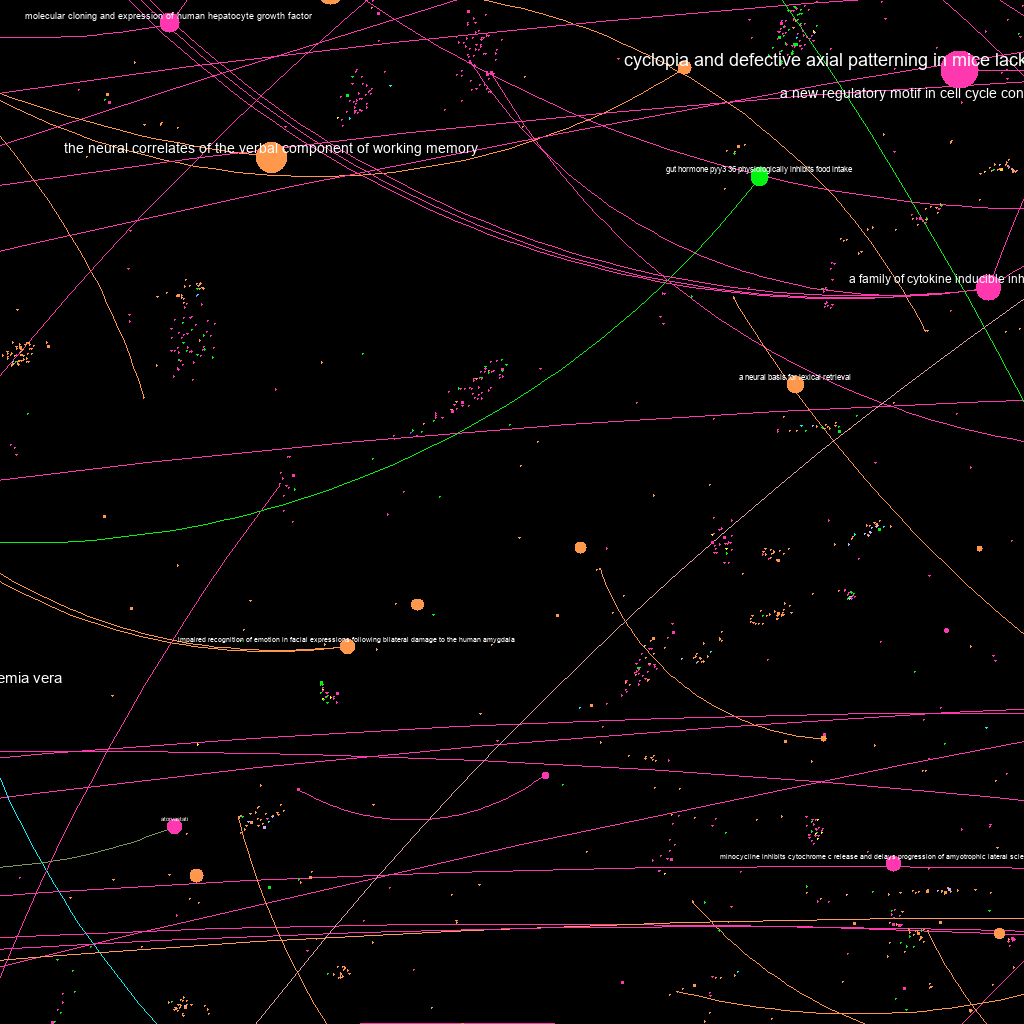 molecular cloning and expression of human hepatocyte growth factor
cyclopia and defective axial patterning in mice lack
a new regulatory motif in cell cycle con
the neural correlates of the verbal component of working memory
gut hormone pyy3 36 physiologically inhibits food intake
a family of cytokine inducible inh
a neural basis for lexical retrieval
impaired recognition of emotion in facial expressions following bilateral damage to the human amygdala
emia vera
minocycline inhibits cytochrome c release and delays progression of amyotrophic lateral scle